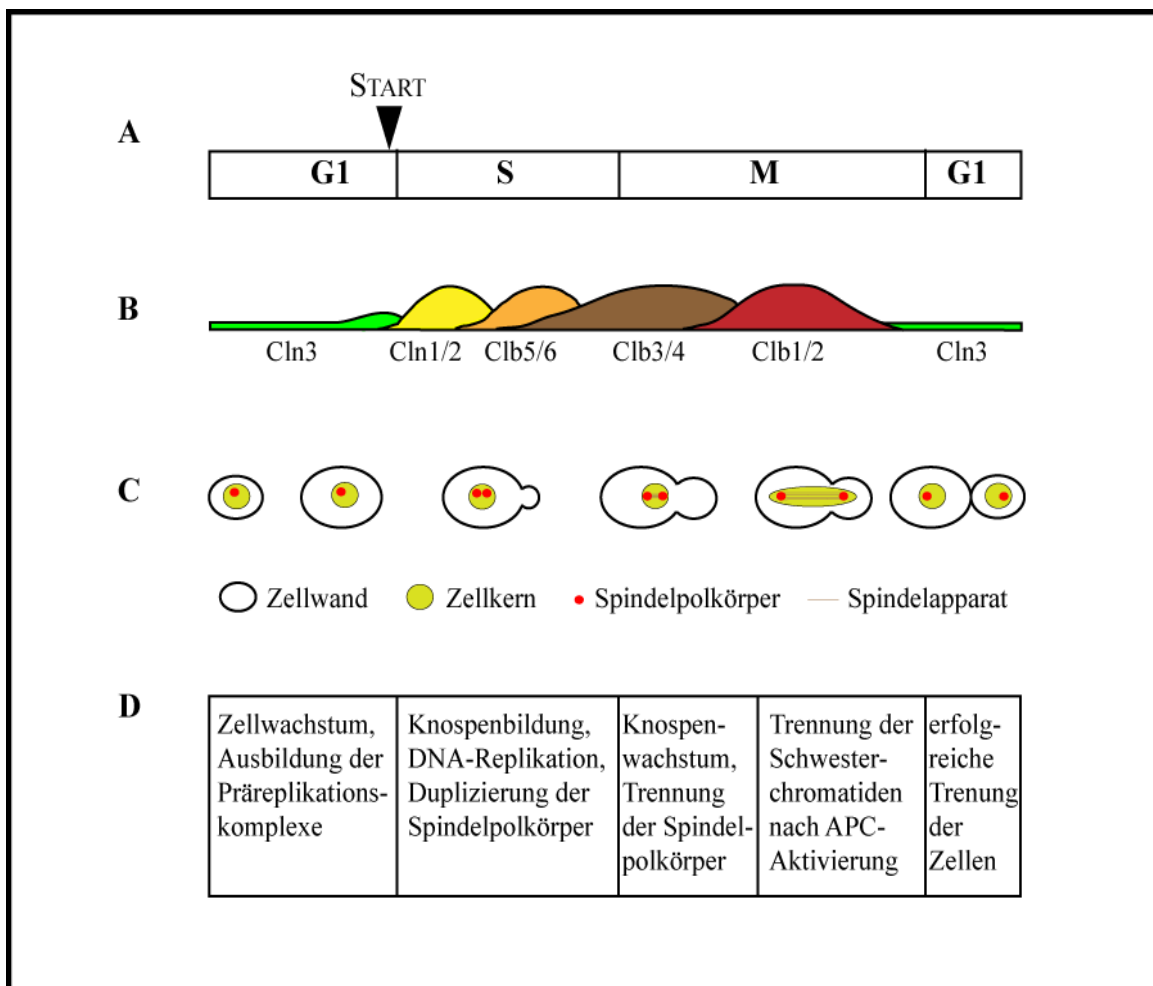 START
A
G1 S M G1
B
Cln3 Cln1/2 Clb5/6 Clb3/4 Clb1/2 Cln3
C
Zellwand Zellkern Spindelpolkörper Spindelapparat
D
Zellwachstum,
Ausbildung der
Präreplikations-
komplexe
Knospenbildung,
DNA-Replikation,
Duplizierung der
Spindelpolkörper
Knospen-
wachstum,
Trennung
der Spindel-
polkörper
Trennung der
Schwester-
chromatiden
nach APC-
Aktivierung
erfolg-
reiche
Trenung
der
Zellen